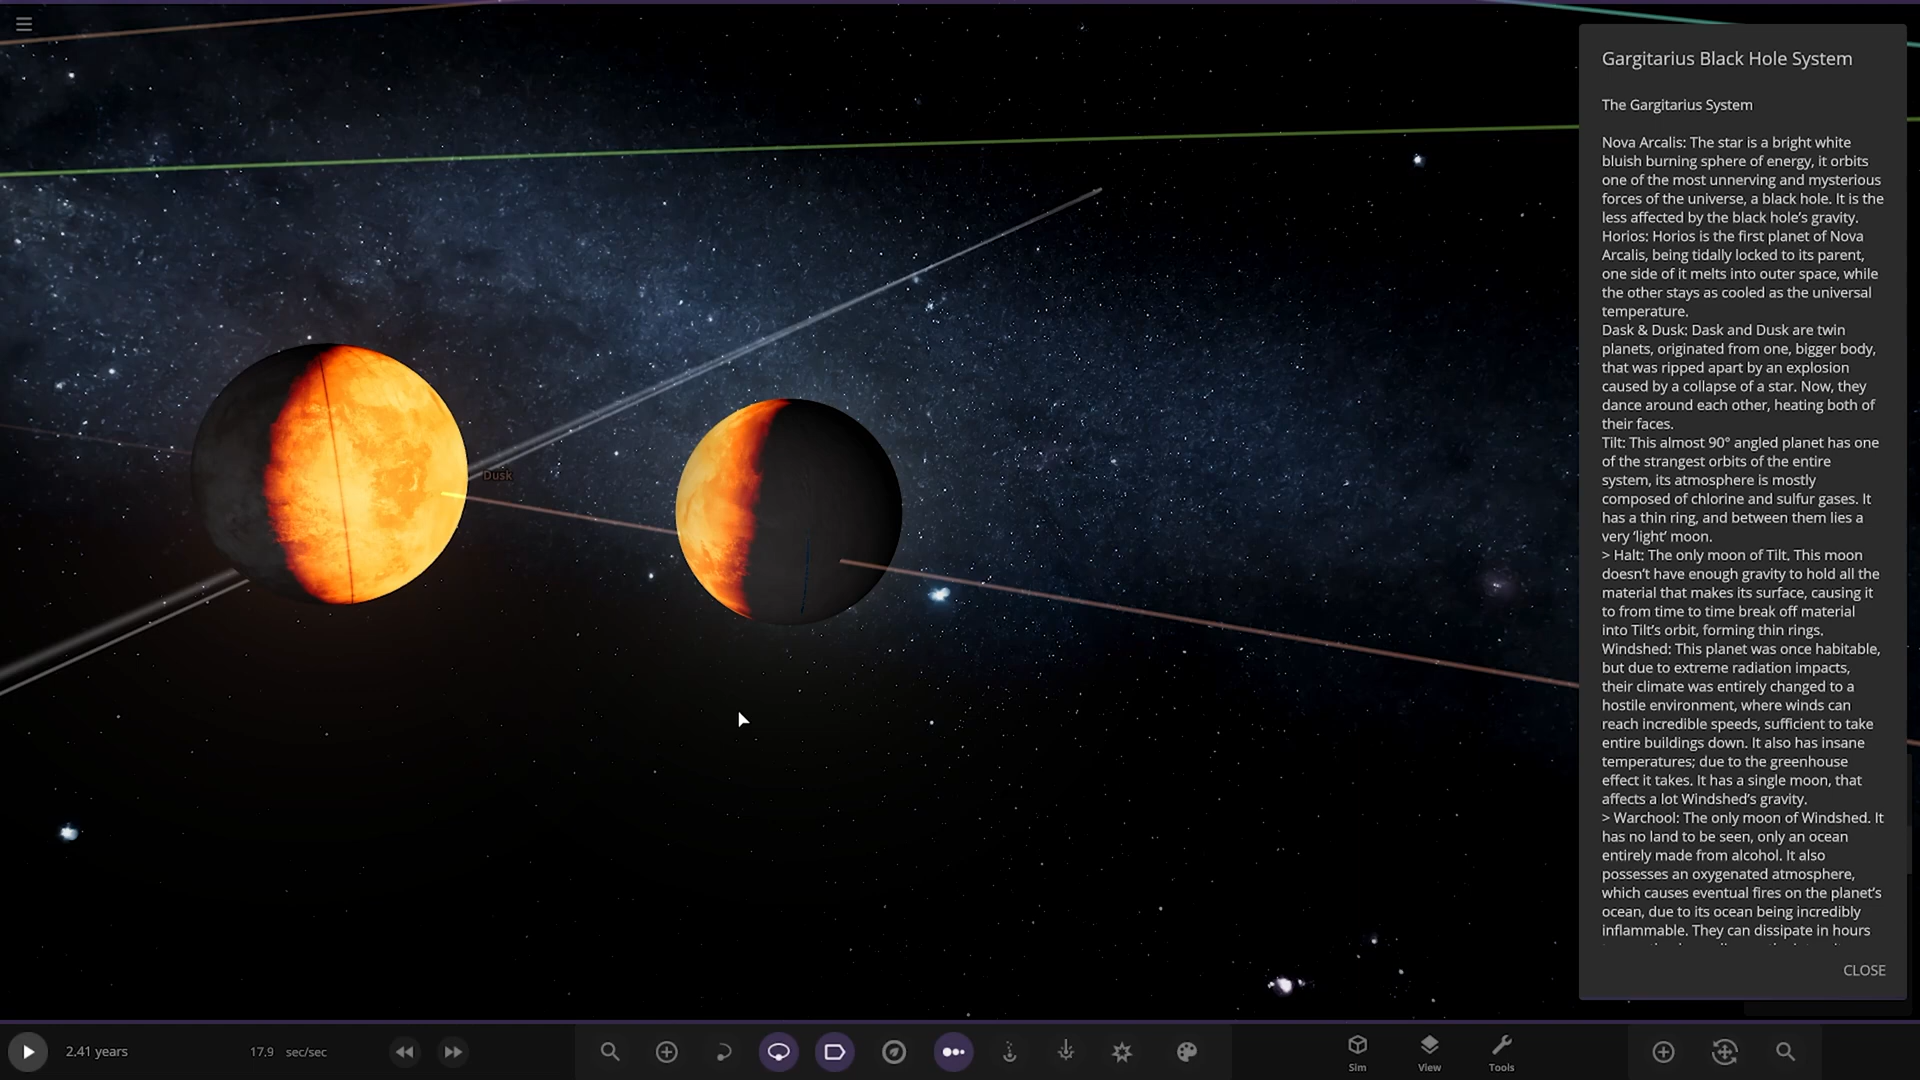 Gargitarius Black Hole System
The Gargitarius System
Nova Arcalis: The star is a bright white
bluish burning sphere of energy, it orbits
one of the most unnerving and mysterious
forces of the universe, a black hole. It is the
less affected by the black hole’s gravity.
Horios: Horios is the first planet of Nova
Arcalis, being tidally locked to its parent,
one side of it melts into outer space, while
the other stays as cooled as the universal
temperature.
Dask & Dusk: Dask and Dusk are twin
planets, originated from one, bigger body,
that was ripped apart by an explosion
caused by a collapse of a star. Now, they
dance around each other, heating both of
their faces.
Tilt: This almost 90° angled planet has one
of the strangest orbits of the entire
system, its atmosphere is mostly
composed of chlorine and sulfur gases. It
has a thin ring, and between them lies a
very ‘light’ moon.
> Halt: The only moon of Tilt. This moon
doesn’t have enough gravity to hold all the
material that makes its surface, causing it
to from time to time break off material
into Tilt’s orbit, forming thin rings.
Windshed: This planet was once habitable,
but due to extreme radiation impacts,
their climate was entirely changed to a
hostile environment, where winds can
reach incredible speeds, sufficient to take
entire buildings down. It also has insane
temperatures; due to the greenhouse
effect it takes. It has a single moon, that
affects a lot Windshed’s gravity.
> Warchool: The only moon of Windshed. It
has no land to be seen, only an ocean
entirely made from alcohol. It also
possesses an oxygenated atmosphere,
which causes eventual fires on the planet’s
ocean, due to its ocean being incredibly
inflammable. They can dissipate in hours
CLOSE
Dusk
2.41 years
17.9 sec/sec
Sim
View
Tools